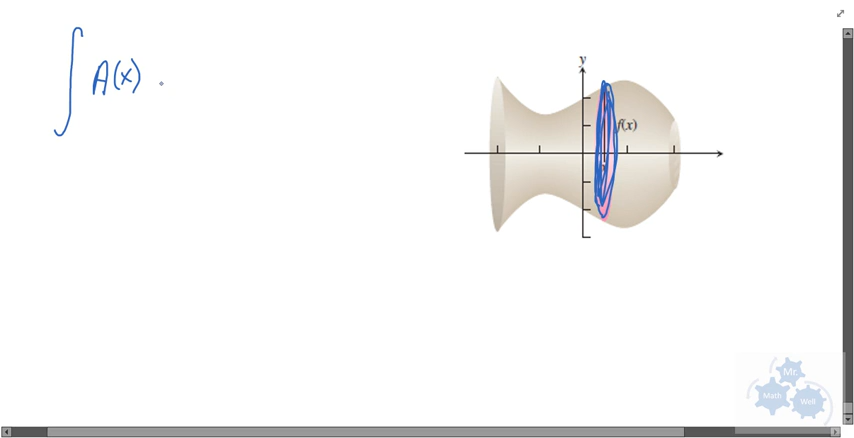 ∫ A(x)
y
f(x)
Mr.
Math
Well